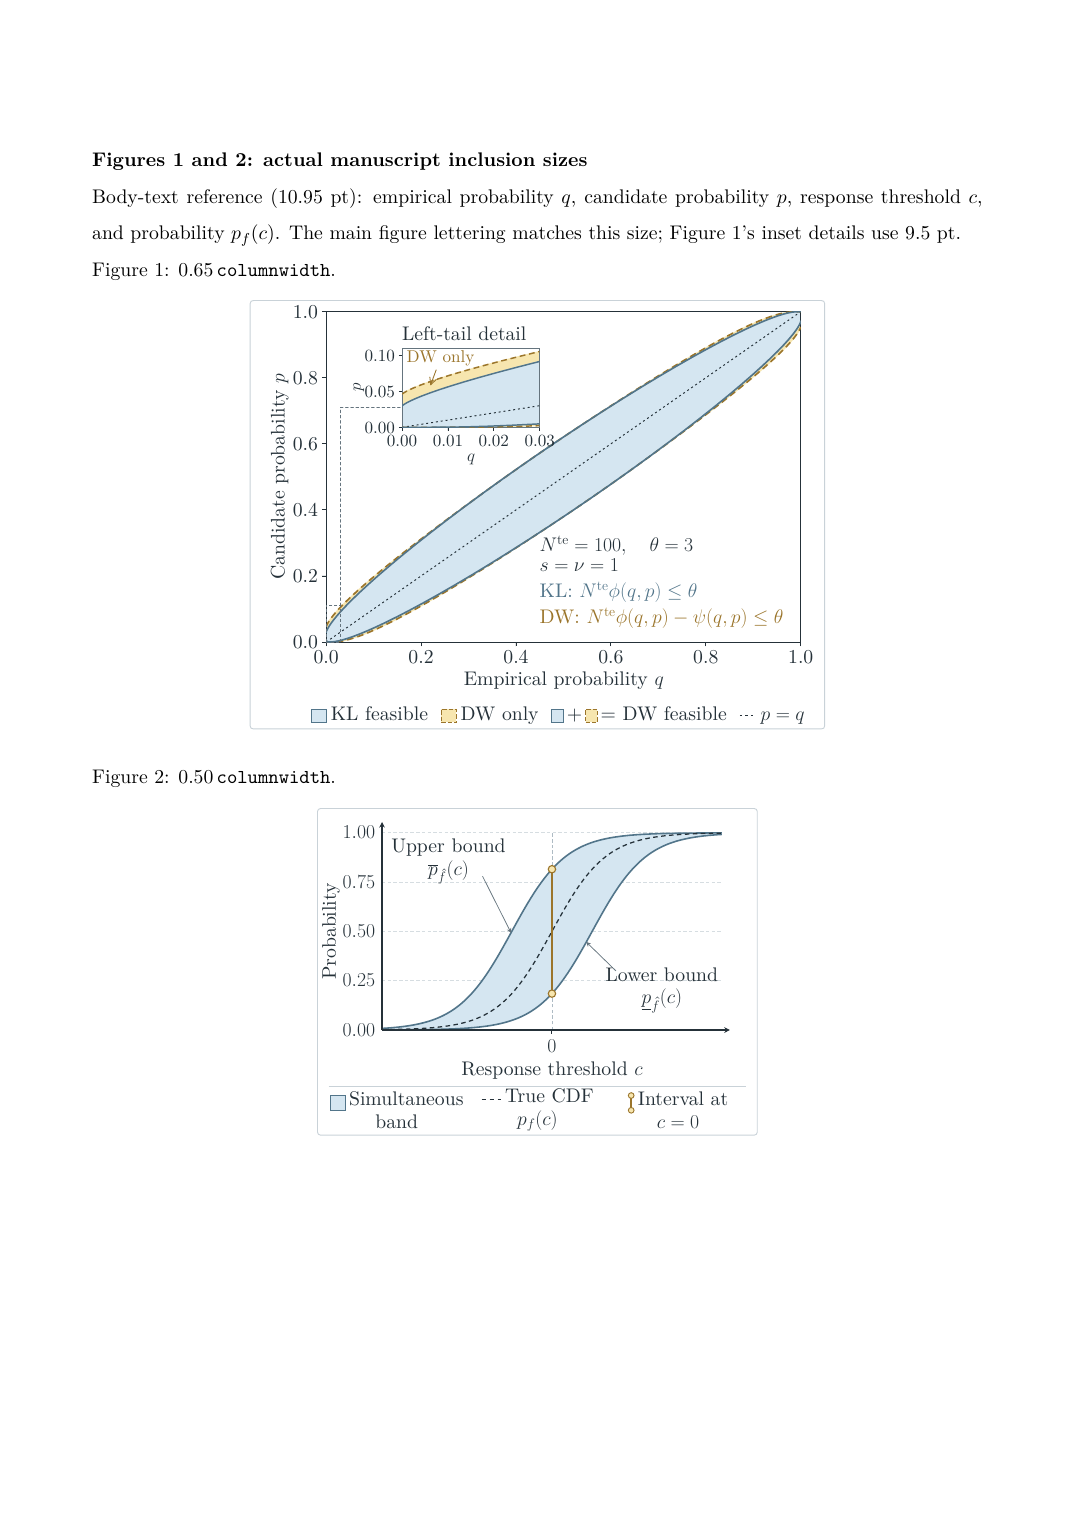 Figures 1 and 2: actual manuscript inclusion sizes
Body-text reference (10.95 pt): empirical probability q, candidate probability p, response threshold c,
and probability p_f(c). The main figure lettering matches this size; Figure 1's inset details use 9.5 pt.
Figure 1: 0.65 columnwidth.
1.0
0.8
0.6
0.4
0.2
0.0
Candidate probability p
Left-tail detail
DW only
0.10
0.05
0.00
p
0.00 0.01 0.02 0.03
q
N^te = 100, θ = 3
s = ν = 1
KL: N^te ϕ(q, p) ≤ θ
DW: N^te ϕ(q, p) − ψ(q, p) ≤ θ
0.0 0.2 0.4 0.6 0.8 1.0
Empirical probability q
KL feasible DW only + = DW feasible p = q
Figure 2: 0.50 columnwidth.
1.00
0.75
0.50
0.25
0.00
Probability
Upper bound
p̅_f̂(c)
Lower bound
p̲_f̂(c)
0
Response threshold c
Simultaneous
band
True CDF
p_f(c)
Interval at
c = 0